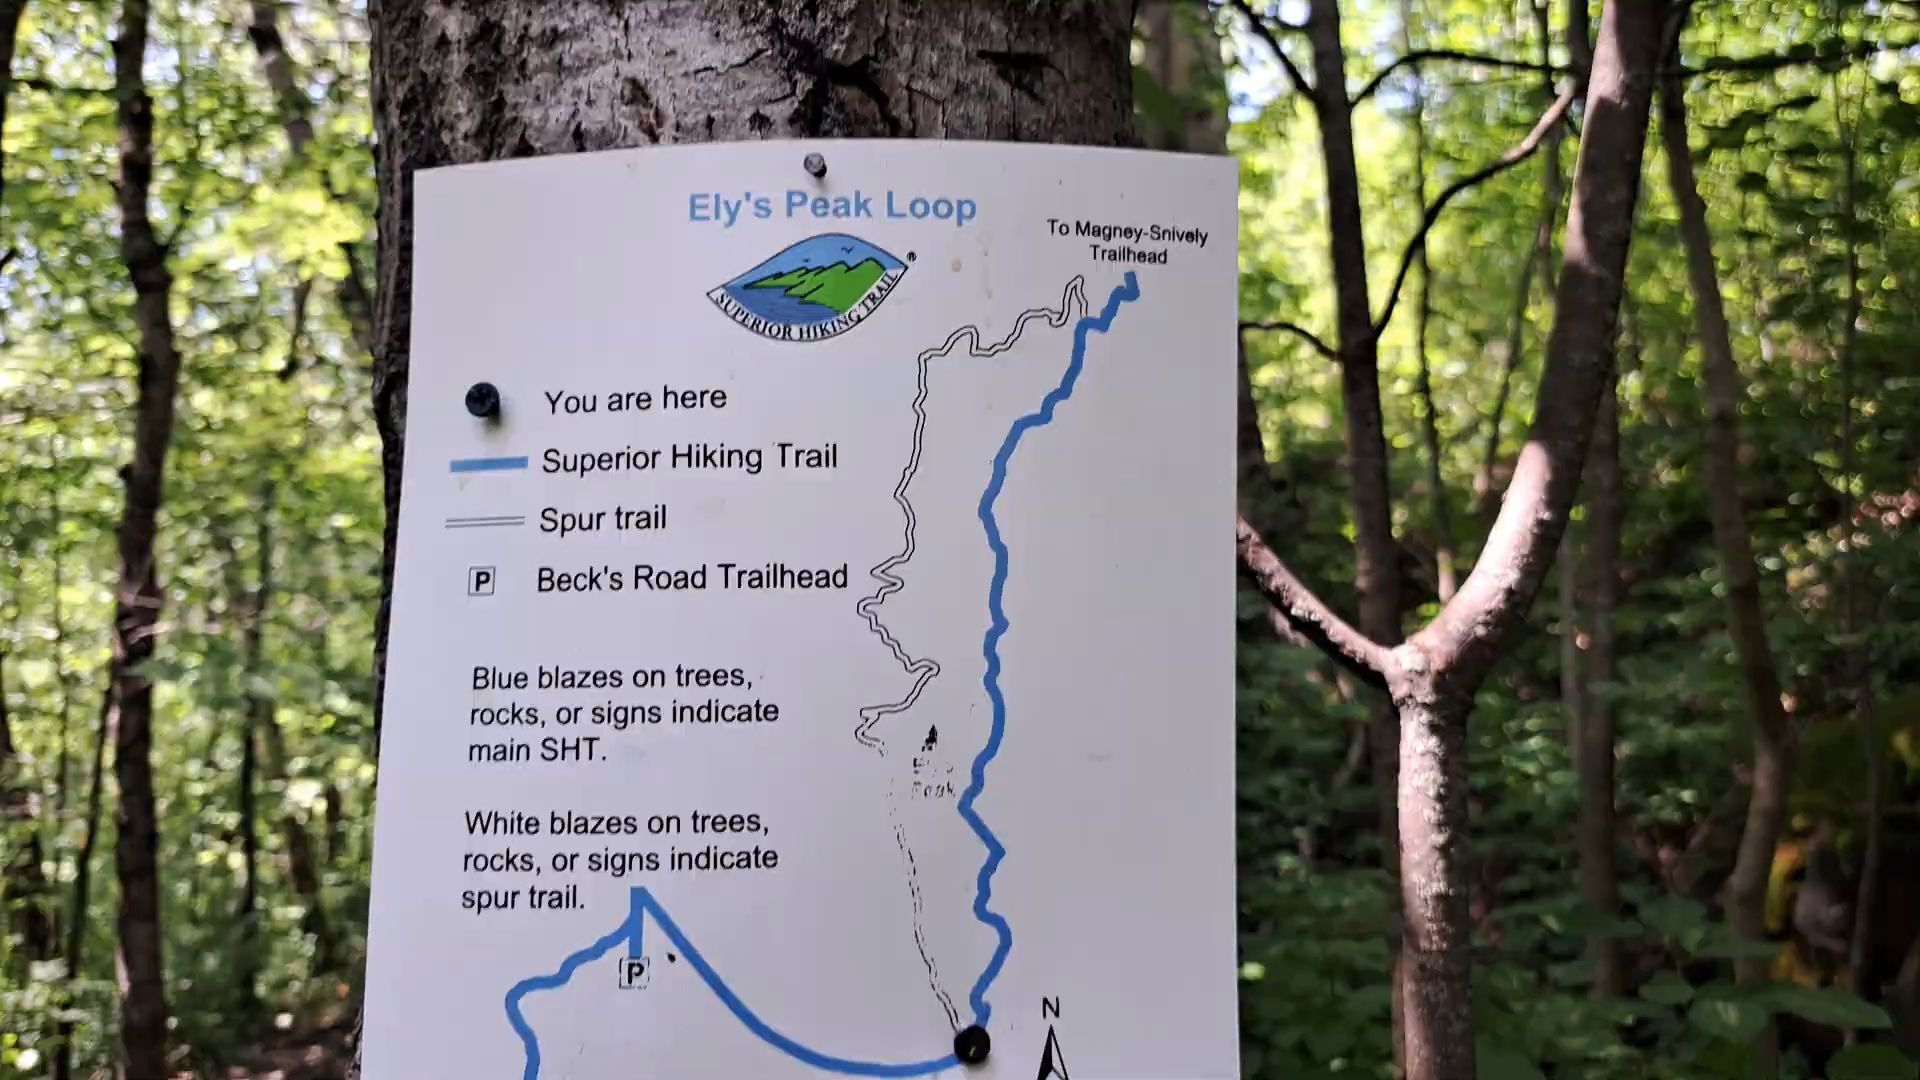 Ely's Peak Loop
To Magney-Snively
Trailhead
®
SUPERIOR HIKING TRAIL
You are here
Superior Hiking Trail
Spur trail
P Beck's Road Trailhead
Blue blazes on trees,
rocks, or signs indicate
main SHT.
White blazes on trees,
rocks, or signs indicate
spur trail.
P
N